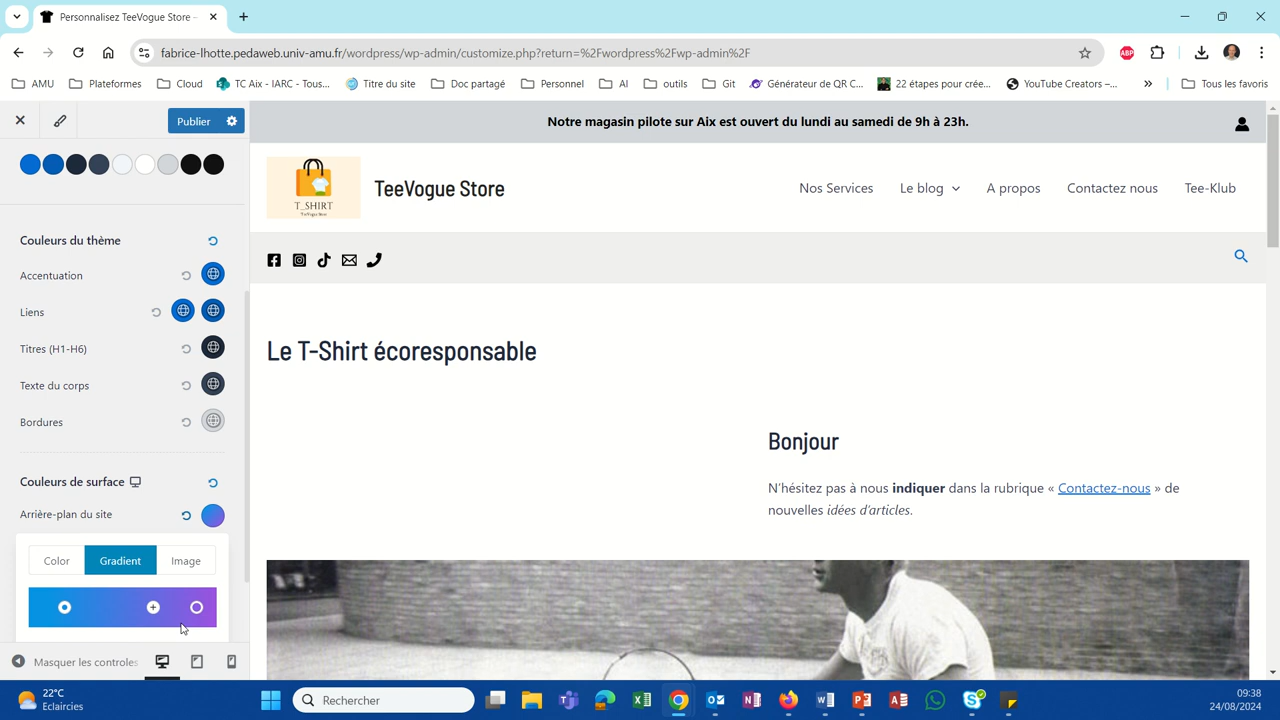 Personnalisez TeeVogue Store –
fabrice-lhotte.pedaweb.univ-amu.fr/wordpress/wp-admin/customize.php?return=%2Fwordpress%2Fwp-admin%2F
ABP
AMU
Plateformes
Cloud
TC Aix - IARC - Tous...
Titre du site
Doc partagé
Personnel
AI
outils
Git
Générateur de QR C...
22 étapes pour crée...
YouTube Creators –...
»
Tous les favoris
Publier
Notre magasin pilote sur Aix est ouvert du lundi au samedi de 9h à 23h.
T_SHIRT
TeeVogue Store
Nos Services
Le blog
A propos
Contactez nous
Tee-Klub
Couleurs du thème
Accentuation
Liens
Titres (H1-H6)
Texte du corps
Bordures
Couleurs de surface
Arrière-plan du site
Color
Gradient
Image
Masquer les controles
Le T-Shirt écoresponsable
Bonjour
N'hésitez pas à nous indiquer dans la rubrique « Contactez-nous » de
nouvelles idées d'articles.
22°C
Eclaircies
Rechercher
09:38
24/08/2024